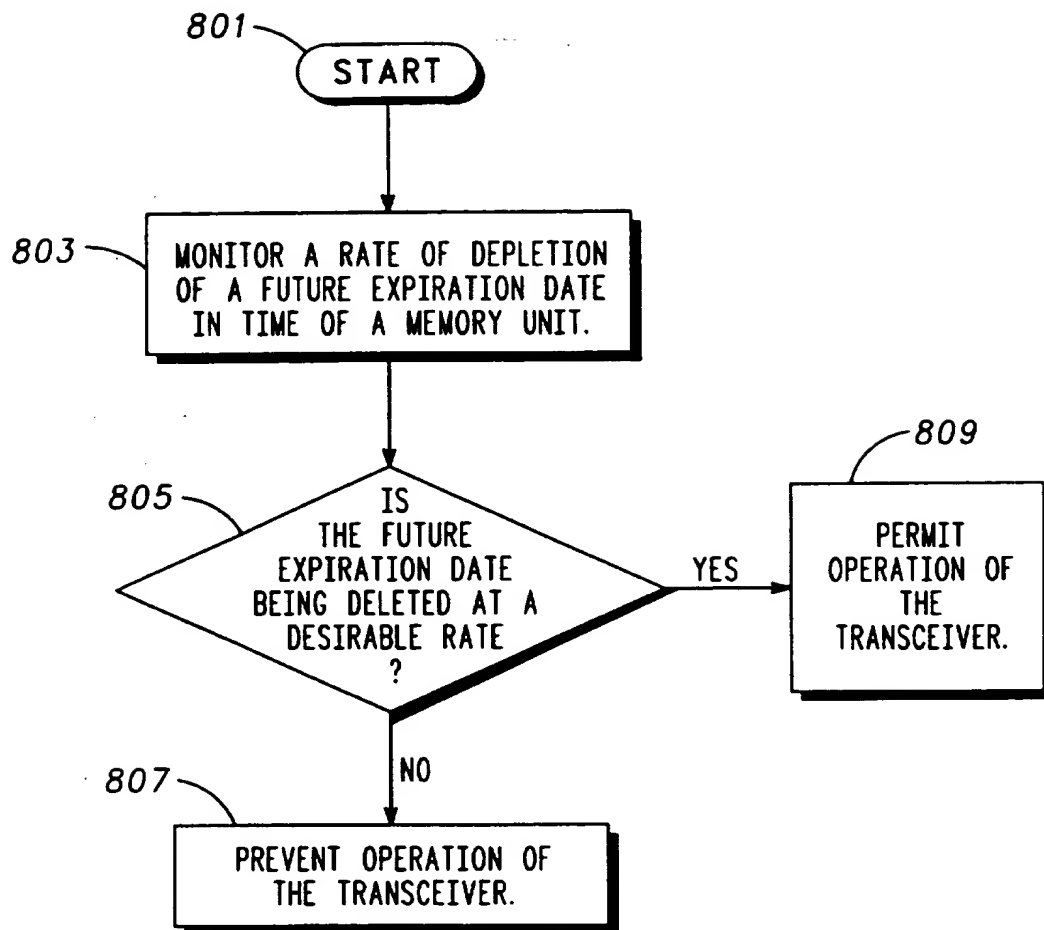 801
START
803
MONITOR A RATE OF DEPLETION
OF A FUTURE EXPIRATION DATE
IN TIME OF A MEMORY UNIT.
805
IS
THE FUTURE
EXPIRATION DATE
BEING DELETED AT A
DESIRABLE RATE
?
YES
809
PERMIT
OPERATION OF
THE
TRANSCEIVER.
NO
807
PREVENT OPERATION OF
THE TRANSCEIVER.